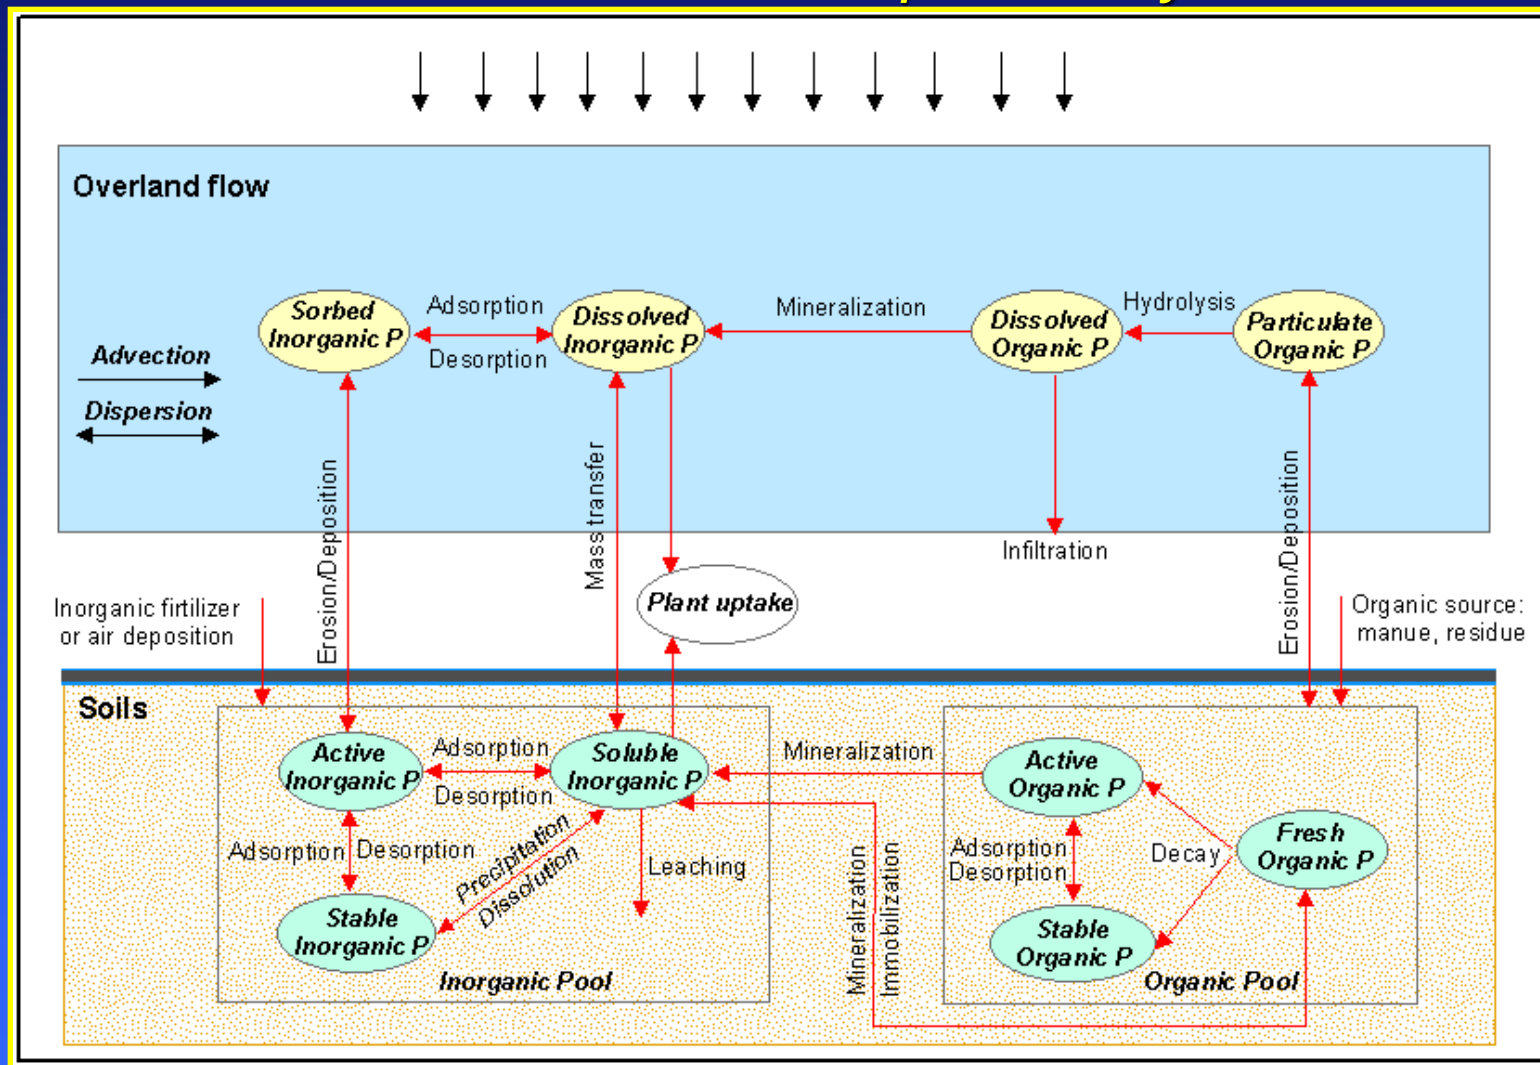 Overland flow
Sorbed
Inorganic P
Adsorption
Desorption
Dissolved
Inorganic P
Mineralization
Dissolved
Organic P
Hydrolysis
Particulate
Organic P
Advection
Dispersion
Erosion/Deposition
Mass transfer
Infiltration
Erosion/Deposition
Plant uptake
Inorganic firtilizer
or air deposition
Organic source:
manue, residue
Soils
Active
Inorganic P
Adsorption
Desorption
Soluble
Inorganic P
Mineralization
Active
Organic P
Adsorption
Desorption
Precipitation
Dissolution
Leaching
Mineralization
Immobilization
Adsorption
Desorption
Decay
Fresh
Organic P
Stable
Inorganic P
Stable
Organic P
Inorganic Pool
Organic Pool